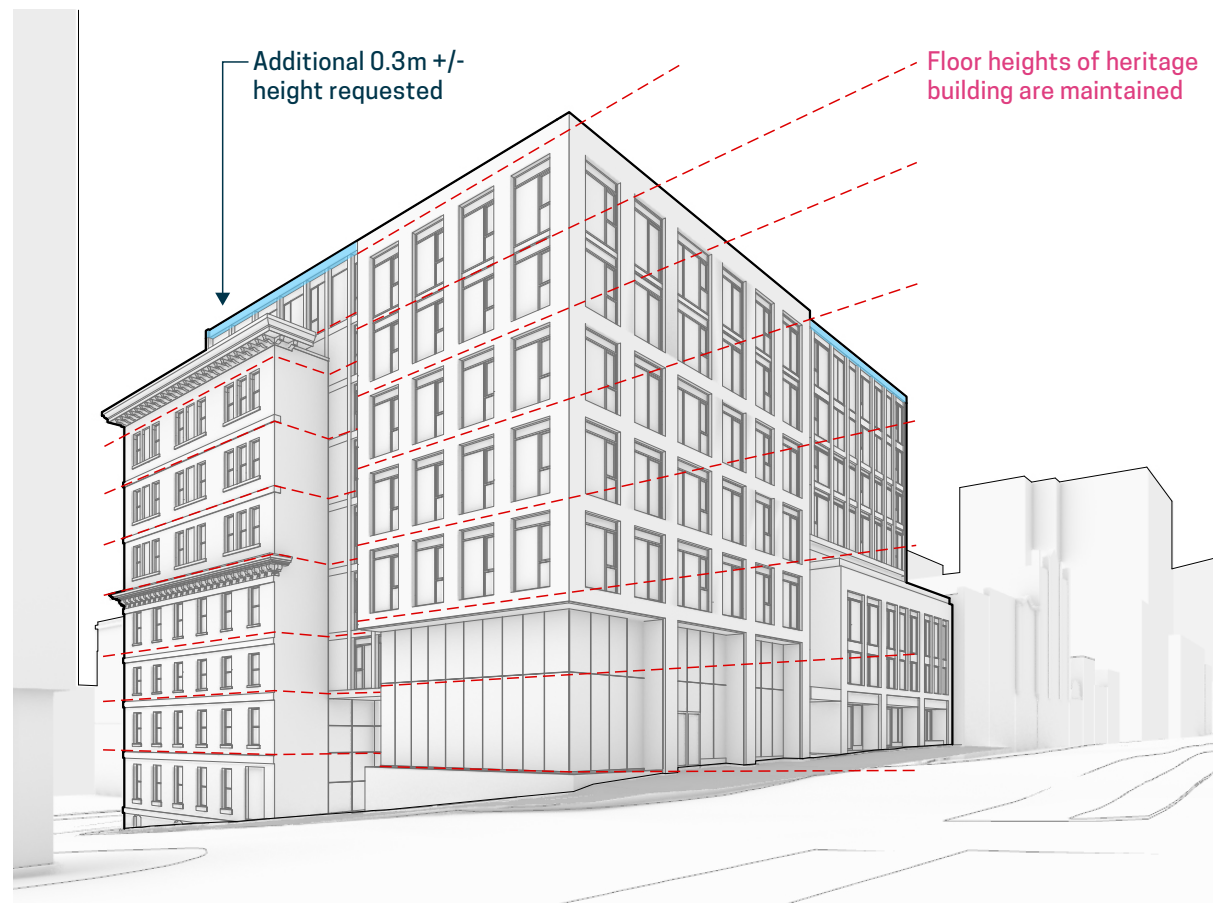 Additional 0.3m +/-
height requested
Floor heights of heritage
building are maintained